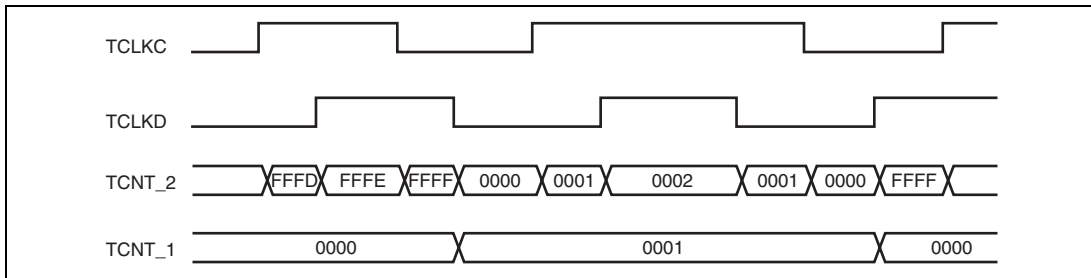 TCLKC
TCLKD
TCNT_2 FFFD FFFE FFFF 0000 0001 0002 0001 0000 FFFF
TCNT_1 0000 0001 0000